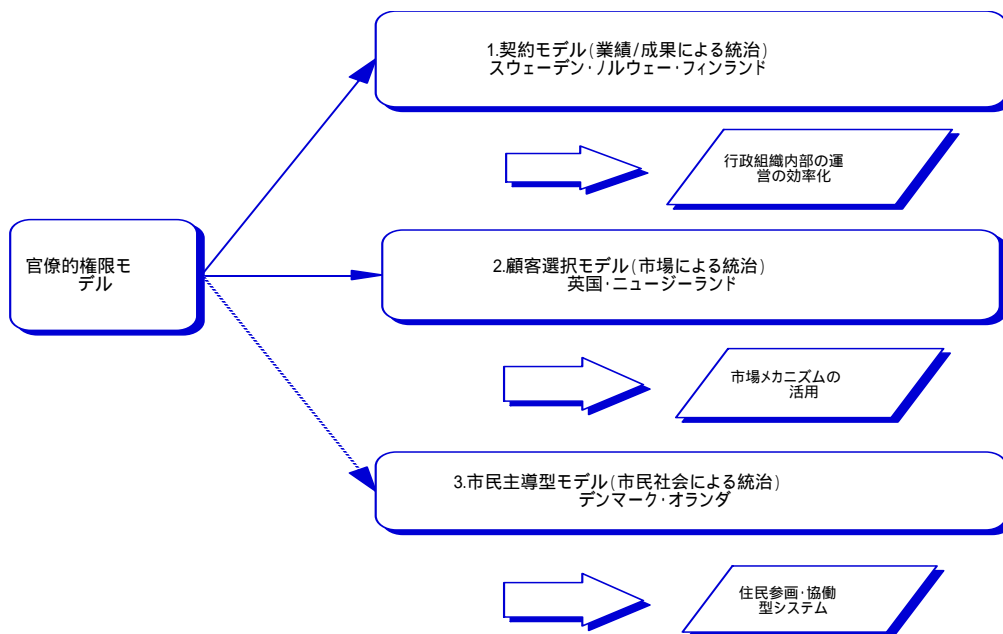 1.契約モデル(業績/成果による統治)
スウェーデン・ノルウェー・フィンランド
行政組織内部の運
営の効率化
官僚的権限モ
デル
2.顧客選択モデル(市場による統治)
英国・ニュージーランド
市場メカニズムの
活用
3.市民主導型モデル(市民社会による統治)
デンマーク・オランダ
住民参画・協働
型システム